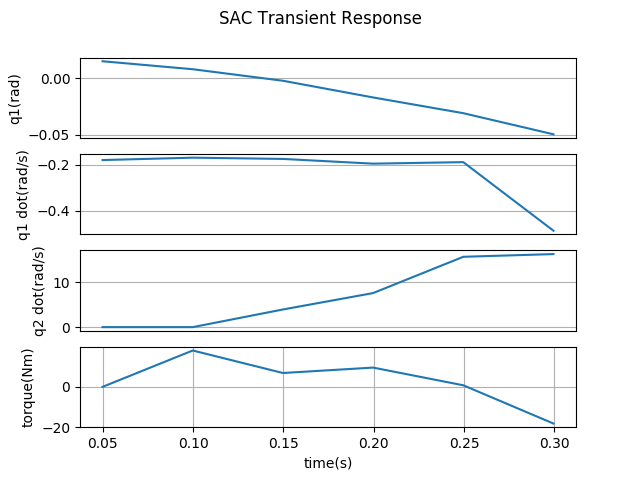 SAC Transient Response
q1(rad)
0.00
−0.05
q1 dot(rad/s)
−0.2
−0.4
q2 dot(rad/s)
10
0
torque(Nm)
0
−20
0.05 0.10 0.15 0.20 0.25 0.30
time(s)